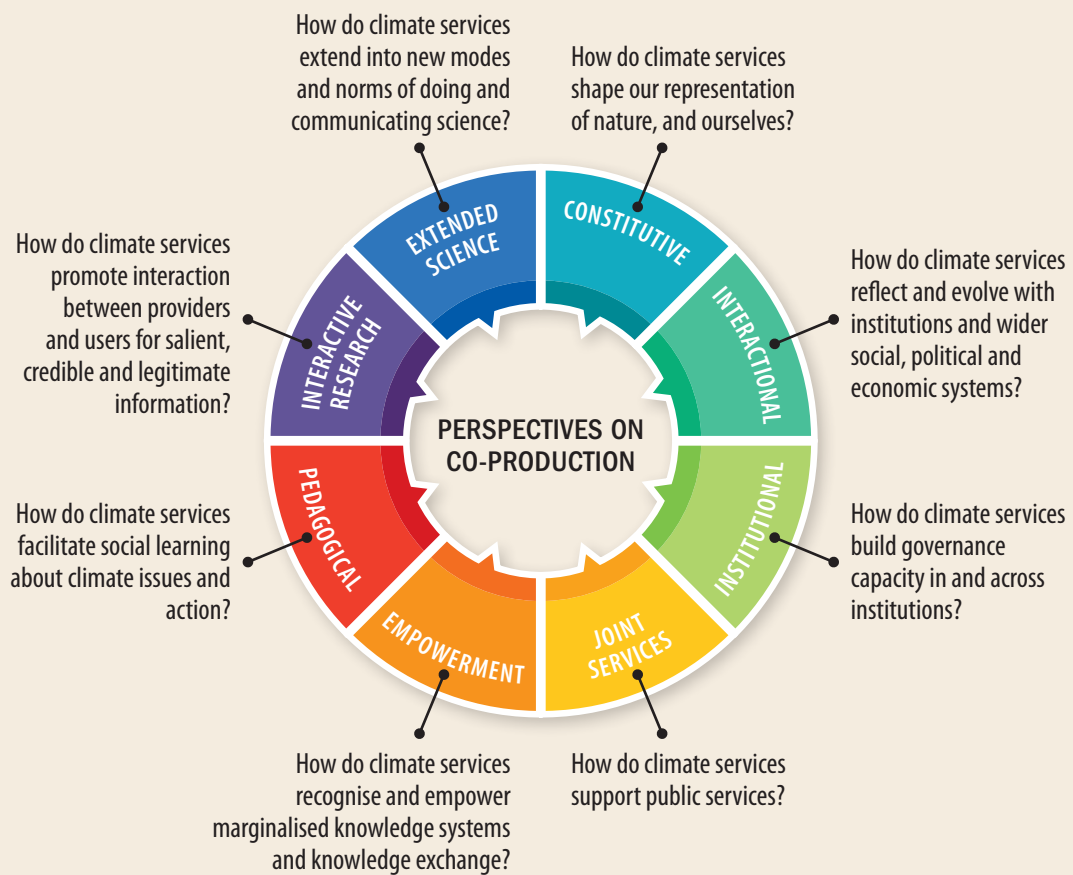 How do climate services
extend into new modes
and norms of doing and
communicating science?
How do climate services
shape our representation
of nature, and ourselves?
EXTENDED
SCIENCE
CONSTITUTIVE
How do climate services
promote interaction
between providers
and users for salient,
credible and legitimate
information?
INTERACTIVE
RESEARCH
INTERACTIONAL
How do climate services
reflect and evolve with
institutions and wider
social, political and
economic systems?
PERSPECTIVES ON
CO-PRODUCTION
How do climate services
facilitate social learning
about climate issues and
action?
PEDAGOGICAL
INSTITUTIONAL
How do climate services
build governance
capacity in and across
institutions?
EMPOWERMENT
JOINT
SERVICES
How do climate services
recognise and empower
marginalised knowledge systems
and knowledge exchange?
How do climate services
support public services?